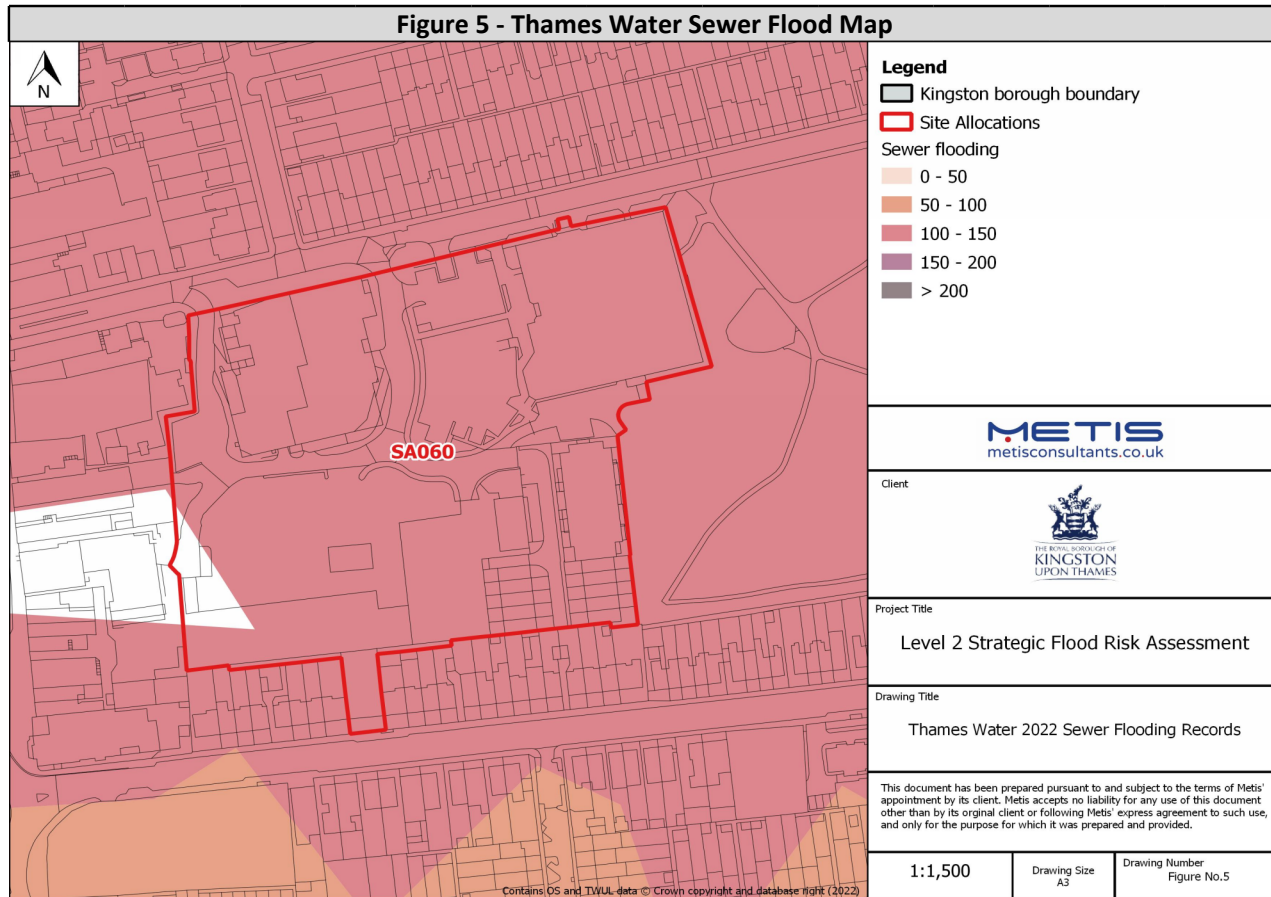 Figure 5 - Thames Water Sewer Flood Map
N
SA060
Contains OS and TWUL data © Crown copyright and database right (2022)
Legend
Kingston borough boundary
Site Allocations
Sewer flooding
0 - 50
50 - 100
100 - 150
150 - 200
> 200
METIS
metisconsultants.co.uk
Client
THE ROYAL BOROUGH OF
KINGSTON
UPON THAMES
Project Title
Level 2 Strategic Flood Risk Assessment
Drawing Title
Thames Water 2022 Sewer Flooding Records
This document has been prepared pursuant to and subject to the terms of Metis'
appointment by its client. Metis accepts no liability for any use of this document
other than by its orginal client or following Metis' express agreement to such use,
and only for the purpose for which it was prepared and provided.
1:1,500
Drawing Size
A3
Drawing Number
Figure No.5